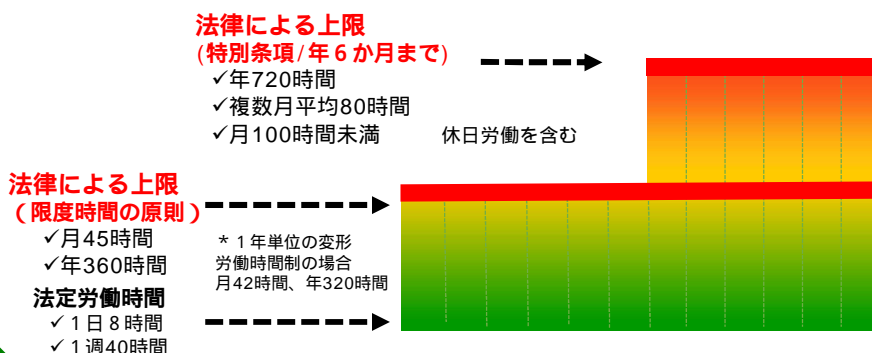 法律による上限
(特別条項/年６か月まで)
✓年720時間
✓複数月平均80時間
✓月100時間未満
休日労働を含む
法律による上限
（限度時間の原則）
✓月45時間
✓年360時間
＊１年単位の変形
労働時間制の場合
月42時間、年320時間
法定労働時間
✓１日８時間
✓１週40時間